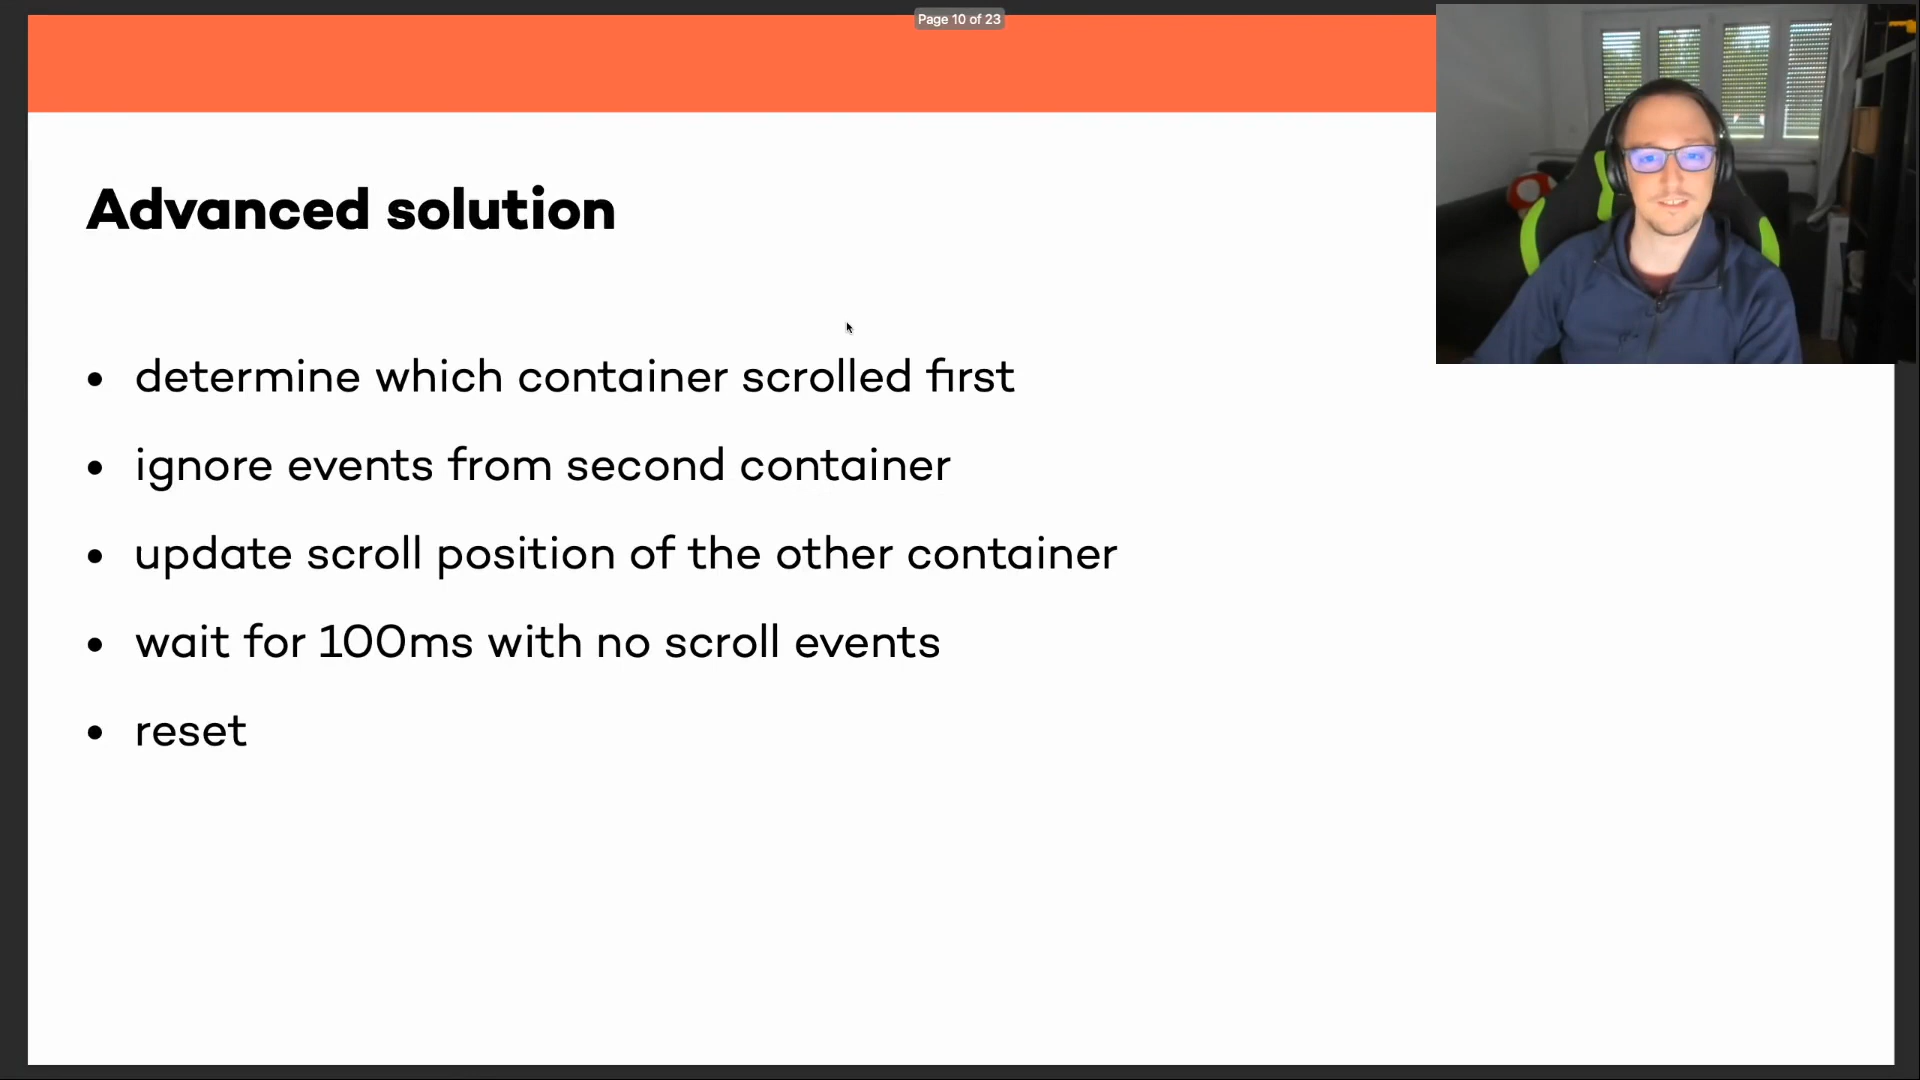 Page 10 of 23
Advanced solution
• determine which container scrolled first
• ignore events from second container
• update scroll position of the other container
• wait for 100ms with no scroll events
• reset